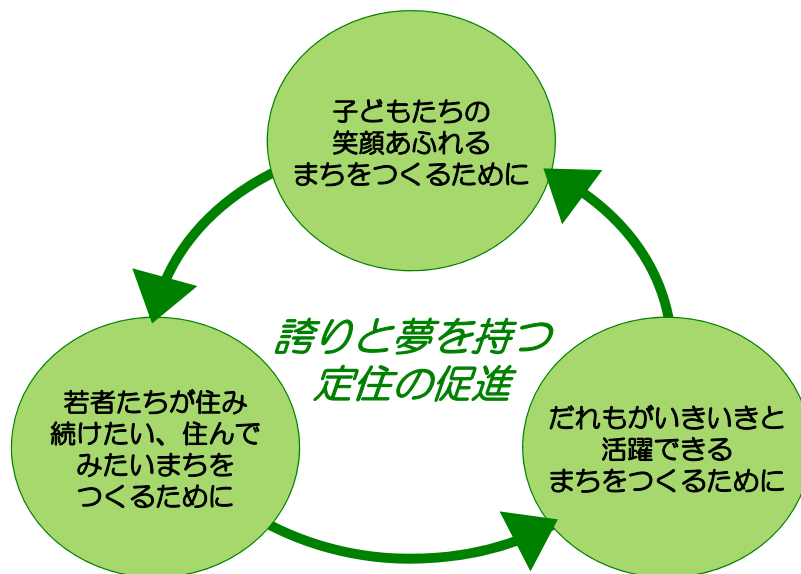 子どもたちの
笑顔あふれる
まちをつくるために
誇りと夢を持つ
定住の促進
若者たちが住み
続けたい、住んで
みたいまちを
つくるために
だれもがいきいきと
活躍できる
まちをつくるために